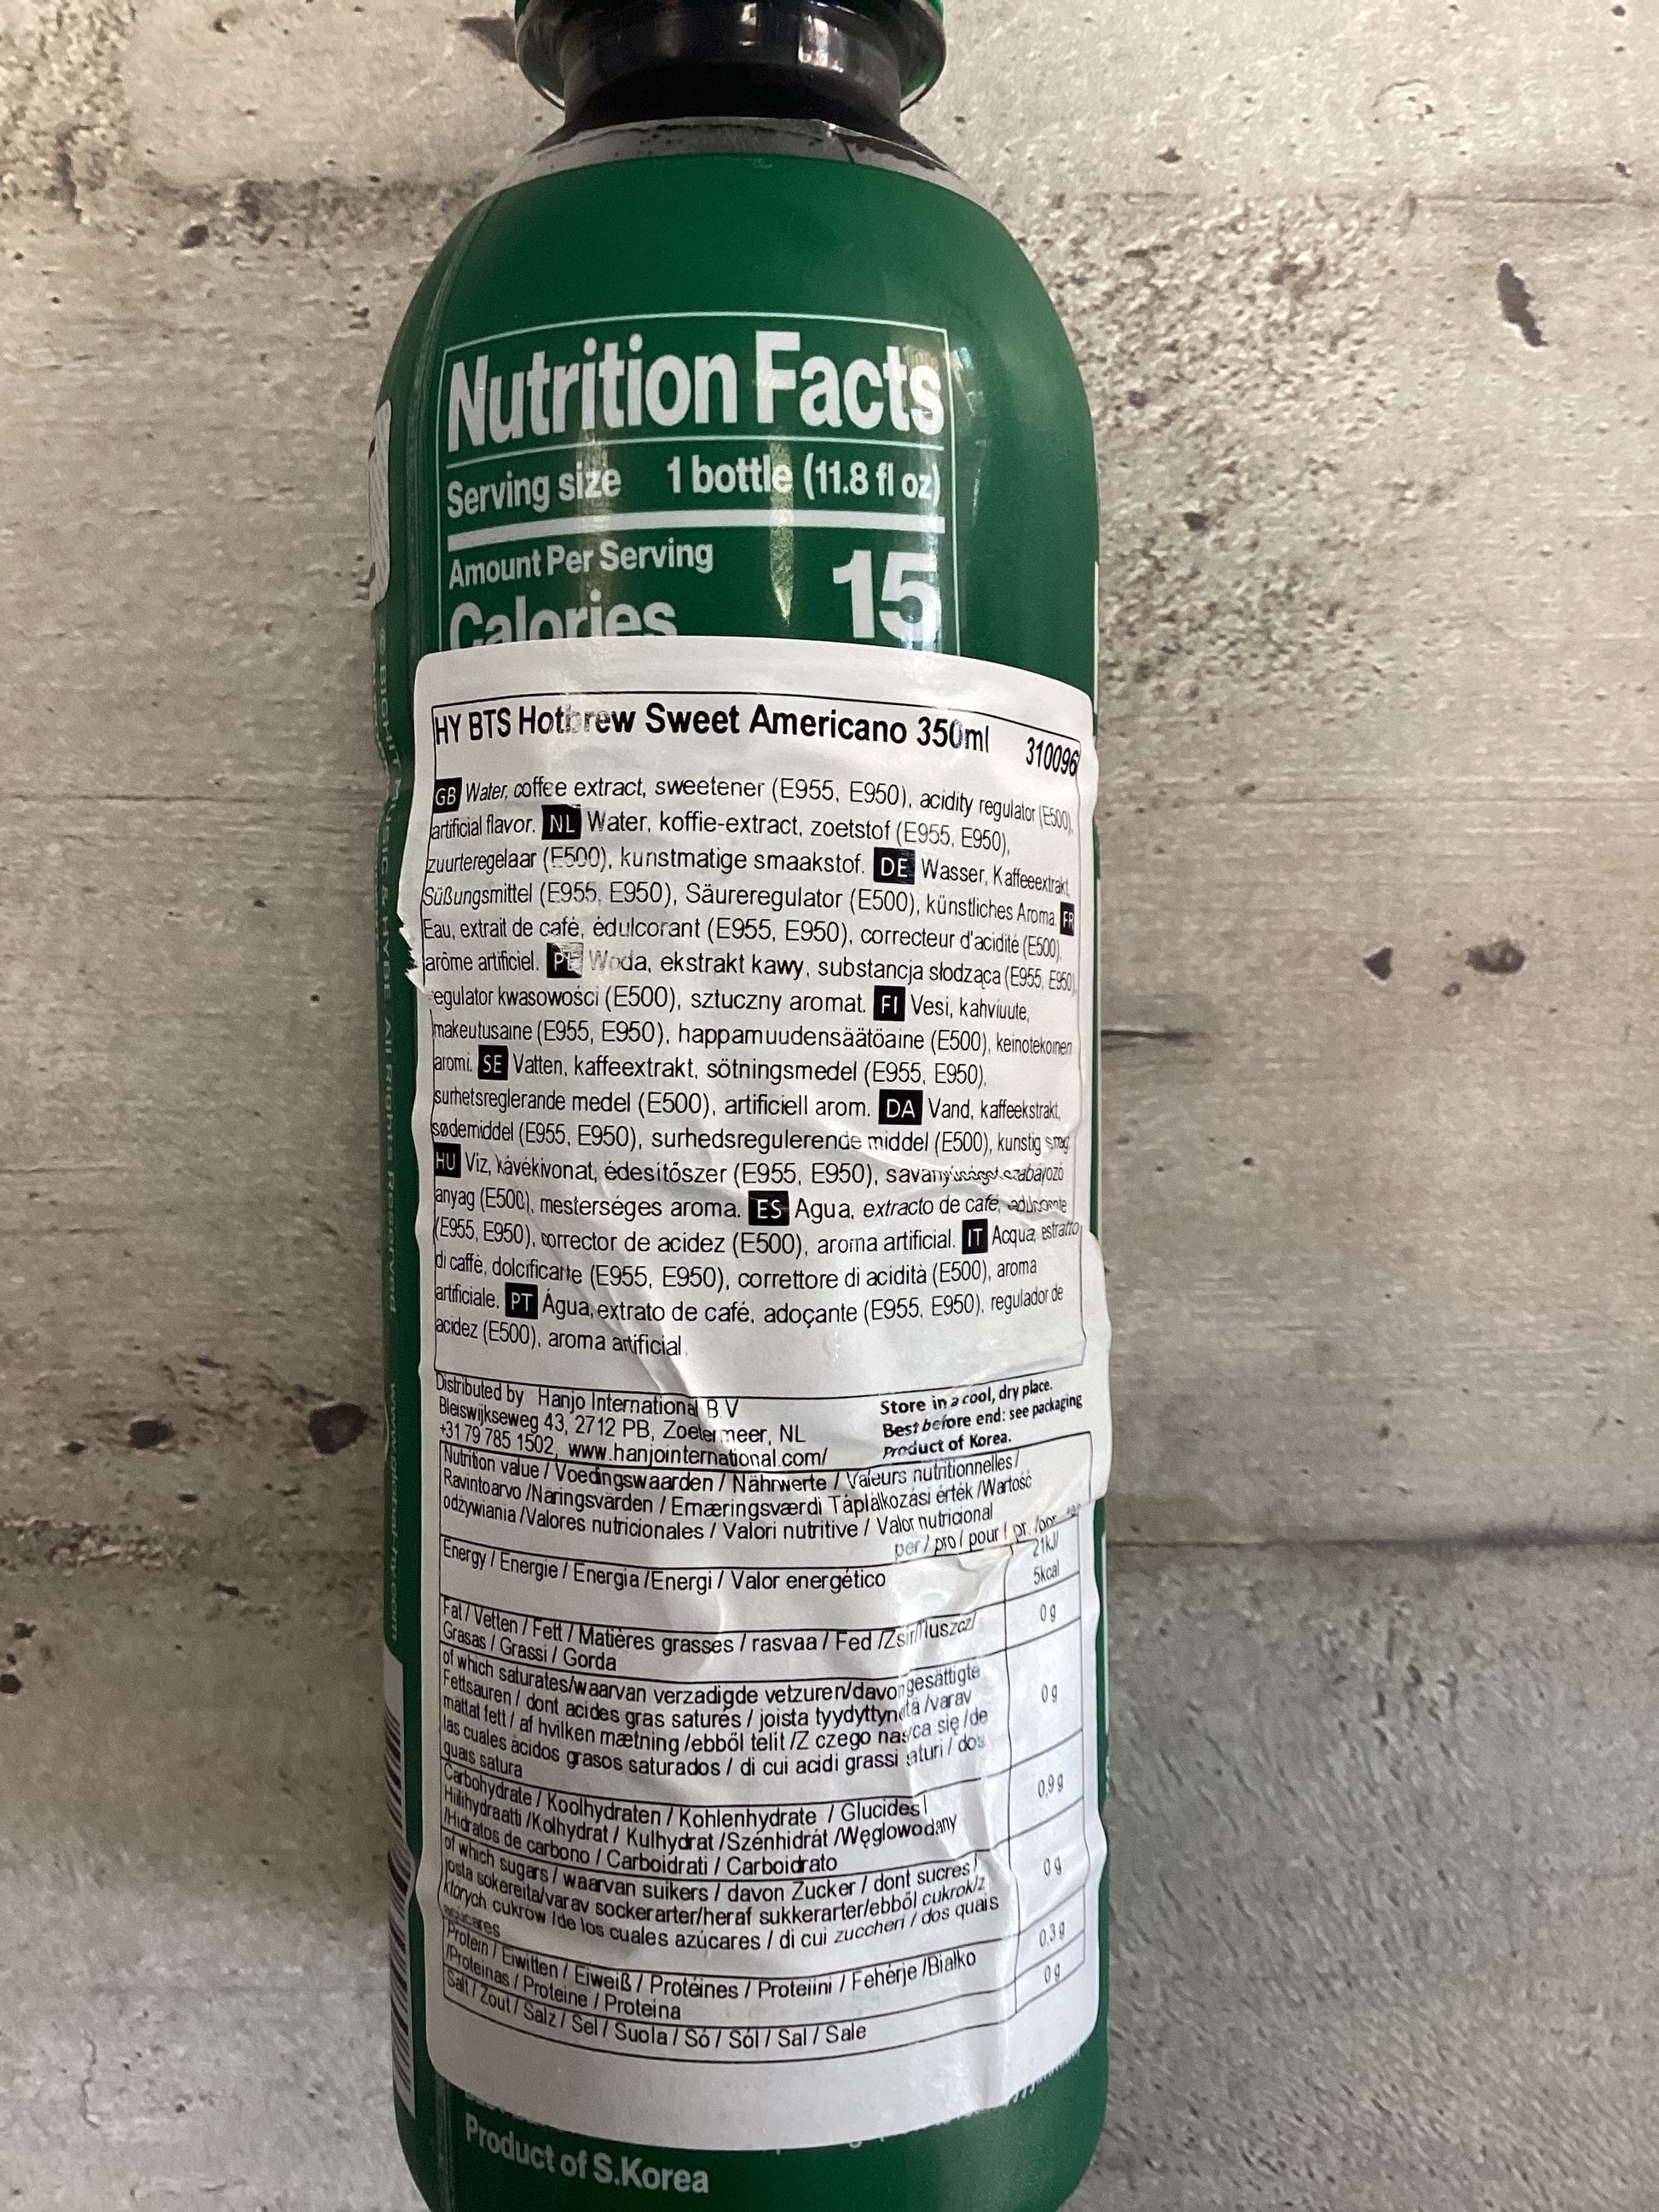 Nutrition Facts
Serving size 1 bottle (11.8 fl oz)
Amount Per Serving
Calories 15
HY BTS Hotbrew Sweet Americano 350ml 310096
GB Water, coffee extract, sweetener (E955, E950), acidity regulator (E500),
artificial flavor. NL Water, koffie-extract, zoetstof (E955, E950),
zuurteregelaar (E500), kunstmatige smaakstof. DE Wasser, Kaffeeextrakt,
Süßungsmittel (E955, E950), Säureregulator (E500), künstliches Aroma. FR
Eau, extrait de café, édulcorant (E955, E950), correcteur d'acidité (E500),
arôme artificiel. Woda, ekstrakt kawy, substancja słodząca (E955, E950)
egulator kwasowości (E500), sztuczny aromat. FI Vesi, kahviuute,
makeutusaine (E955, E950), happamuudensäätöaine (E500), keinotekoinen
aromi. SE Vatten, kaffeextrakt, sötningsmedel (E955, E950),
surhetsreglerande medel (E500), artificiell arom. DA Vand, kaffeekstrakt,
sødemiddel (E955, E950), surhedsregulerende middel (E500), kunstig
HU Víz, kávékivonat, édesítőszer (E955, E950),
anyag (E500), mesterséges aroma. ES Agua, extracto de café,
(E955, E950), corrector de acidez (E500), aroma artificial. IT Acqua, estratto
di caffè, dolcificante (E955, E950), correttore di acidità (E500), aroma
artificiale. PT Água, extrato de café, adoçante (E955, E950), regulador de
acidez (E500), aroma artificial
Distributed by Hanjo International B.V
Bleiswijkseweg 43, 2712 PB, Zoetermeer, NL
+31 79 785 1502, www.hanjointernational.com/
Store in a cool, dry place.
Best before end: see packaging
Product of Korea.
Nutrition value / Voedingswaarden / Nährwerte / Valeurs nutritionnelles /
Ravintoarvo /Näringsvärden / Ernæringsværdi Táplálkozási érték /Wartość
odżywiania /Valores nutricionales / Valori nutritive / Valor nutricional
per / pro / pour / pr.
Energy / Energie / Energia /Energi / Valor energético 21kJ/
5kcal
Fat / Vetten / Fett / Matières grasses / rasvaa / Fed /Zsír/Tłuszcz/ 0 g
Grasas / Grassi / Gorda
of which saturates/waarvan verzadigde vetzuren/davon gesättigte
Fettsäuren / dont acides gras saturés / joista tyydyttynyttä /varav 0 g
mättat fett / af hvilken mætning /ebből telít /Z czego nasyca się /de
las cuales ácidos grasos saturados / di cui acidi grassi saturi / dos
quais satura
Carbohydrate / Koolhydraten / Kohlenhydrate / Glucides/ 0,9 g
Hiilihydraatti /Kolhydrat / Kulhydrat /Szénhidrát /Węglowodany
/Hidratos de carbono / Carboidrati / Carboidrato
of which sugars / waarvan suikers / davon Zucker / dont sucres / 0 g
josta sokereita/varav sockerarter/heraf sukkerarter/ebből cukrok/z
których cukrów /de los cuales azúcares / di cui zuccheri / dos quais
açúcares
Protein / Eiwitten / Eiweiß / Protéines / Proteiini / Fehérje /Białko 0,3 g
/Proteínas / Proteine / Proteína
Salt / Zout / Salz / Sel / Suola / Só / Sól / Sal / Sale 0 g
Product of S.Korea